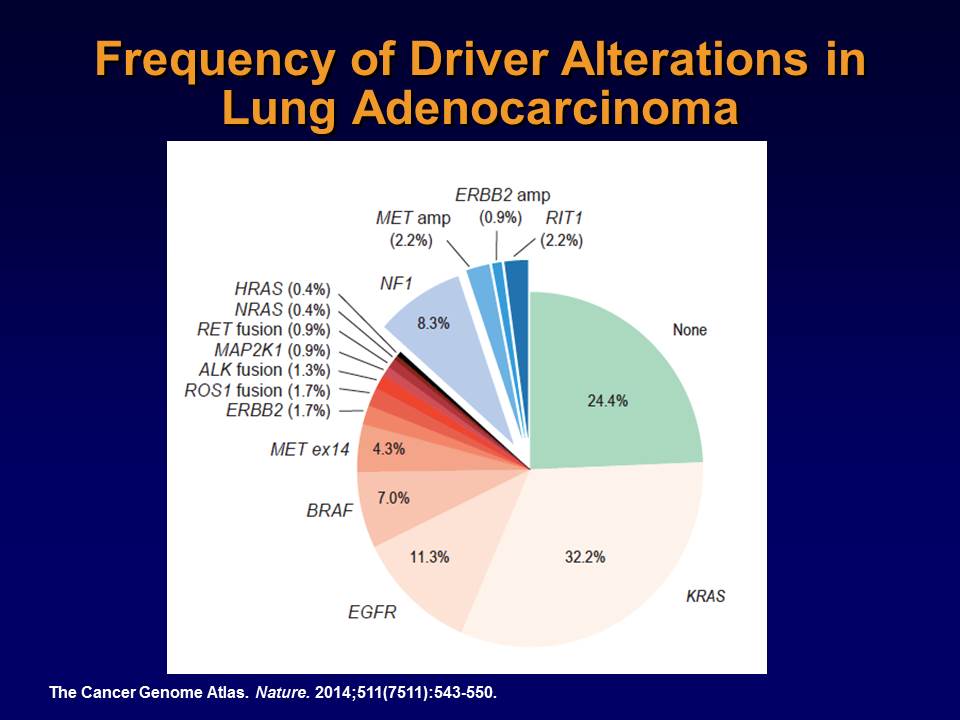 Frequency of Driver Alterations in
Lung Adenocarcinoma
ERBB2 amp
(0.9%)
MET amp
(2.2%)
RIT1
(2.2%)
NF1
8.3%
HRAS (0.4%)
NRAS (0.4%)
RET fusion (0.9%)
MAP2K1 (0.9%)
ALK fusion (1.3%)
ROS1 fusion (1.7%)
ERBB2 (1.7%)
None
24.4%
MET ex14
4.3%
BRAF
7.0%
EGFR
11.3%
32.2%
KRAS
The Cancer Genome Atlas. Nature. 2014;511(7511):543-550.